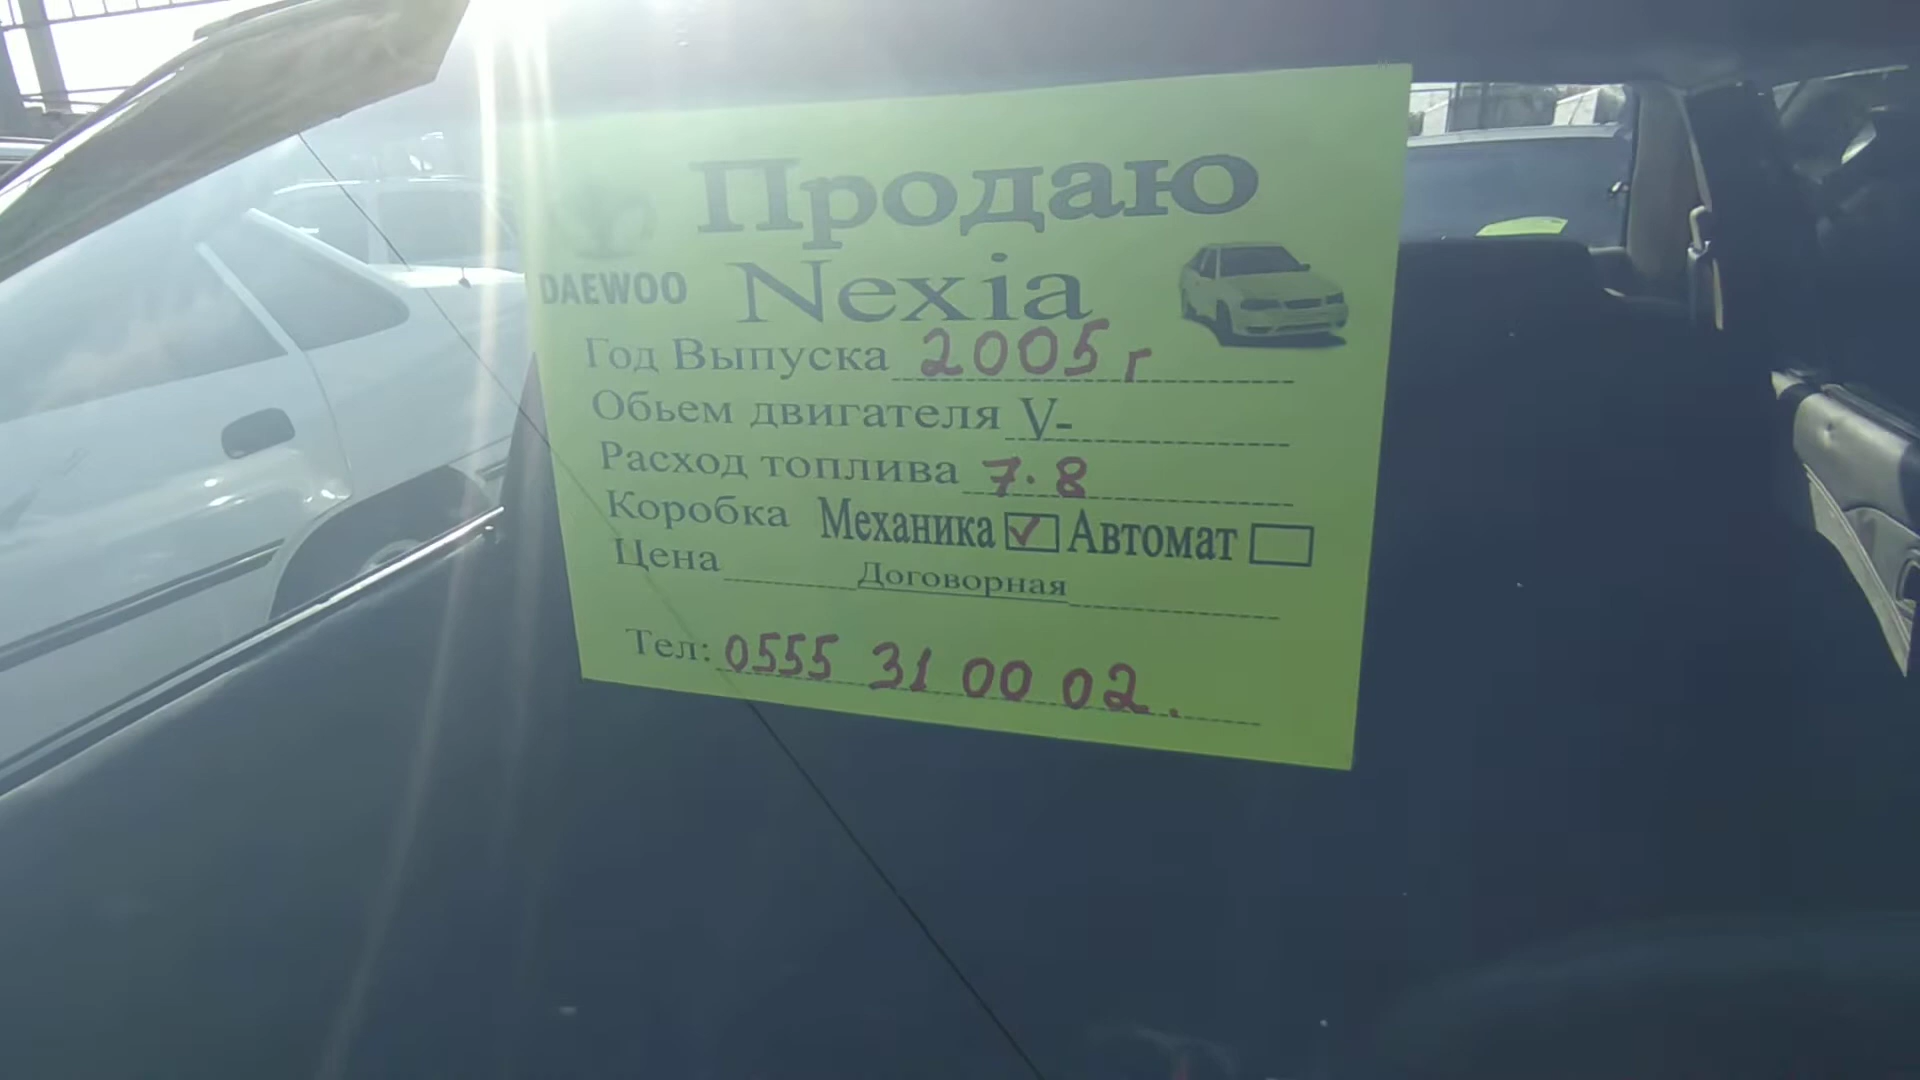 Продаю
DAEWOO Nexia
Год Выпуска 2005 г
Обьем двигателя V-
Расход топлива 7.8
Коробка Механика ✓ Автомат
Цена Договорная
Тел: 0555 31 00 02.